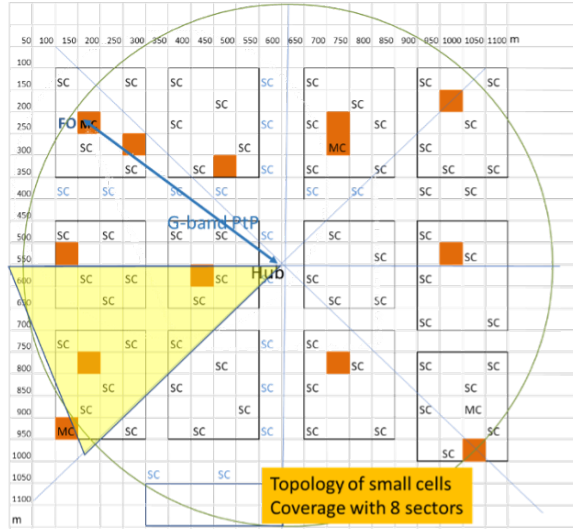 50 100 150 200 250 300 350 400 450 500 550 600 700 750 800 850 900 950 1000 1100 m
100
SC SC SC SC SC SC SC SC SC
150
SC
200
FO MC SC SC SC SC SC SC
250
SC SC MC SC
300
SC SC SC SC SC
350
SC SC SC SC SC SC SC SC
400
450
G-band PtP
SC SC SC SC SC SC SC SC SC
500
550
Hub
SC SC SC SC SC
600
SC SC SC SC SC
650
SC SC
700
SC SC SC SC SC SC SC
750
SC SC
800
SC SC SC
850
SC SC SC SC MC
900
MC SC SC SC SC SC SC
950
SC
1000
SC SC
1050
1100
m
Topology of small cells
Coverage with 8 sectors